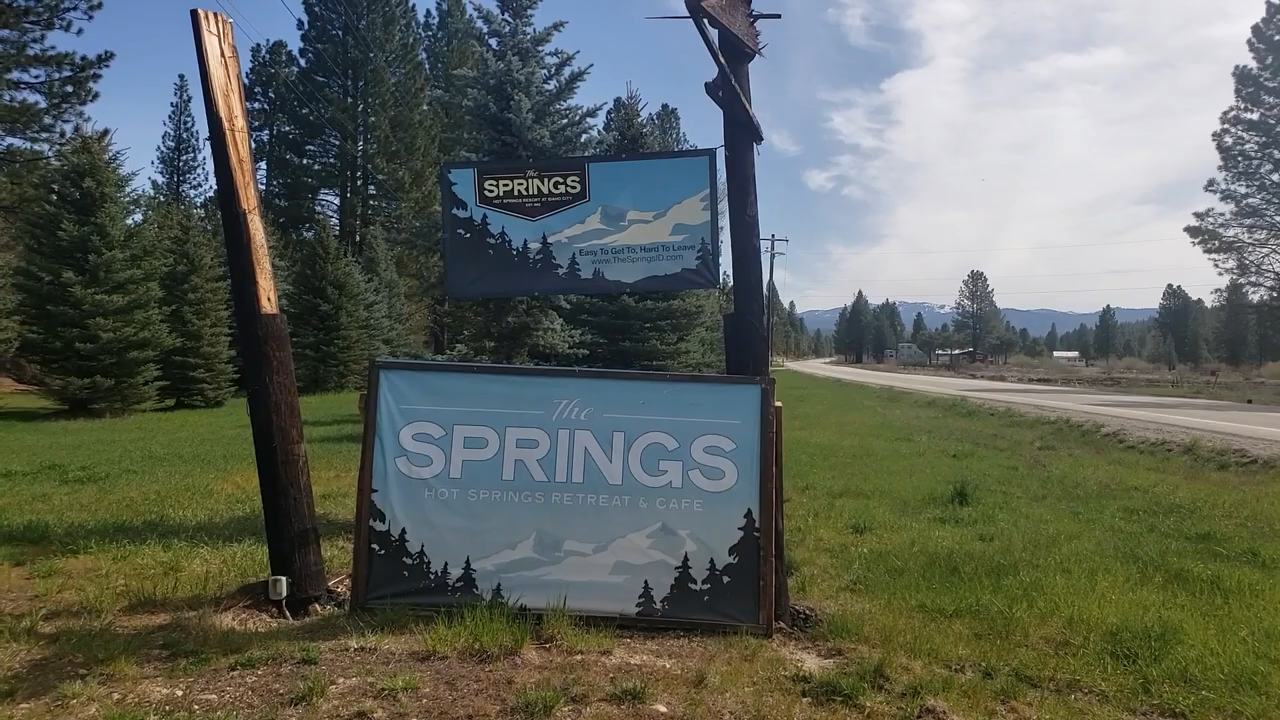 The
SPRINGS
HOT SPRINGS RESORT AT IDAHO CITY
Easy To Get To, Hard To Leave
www.TheSpringsID.com
The
SPRINGS
HOT SPRINGS RETREAT & CAFE